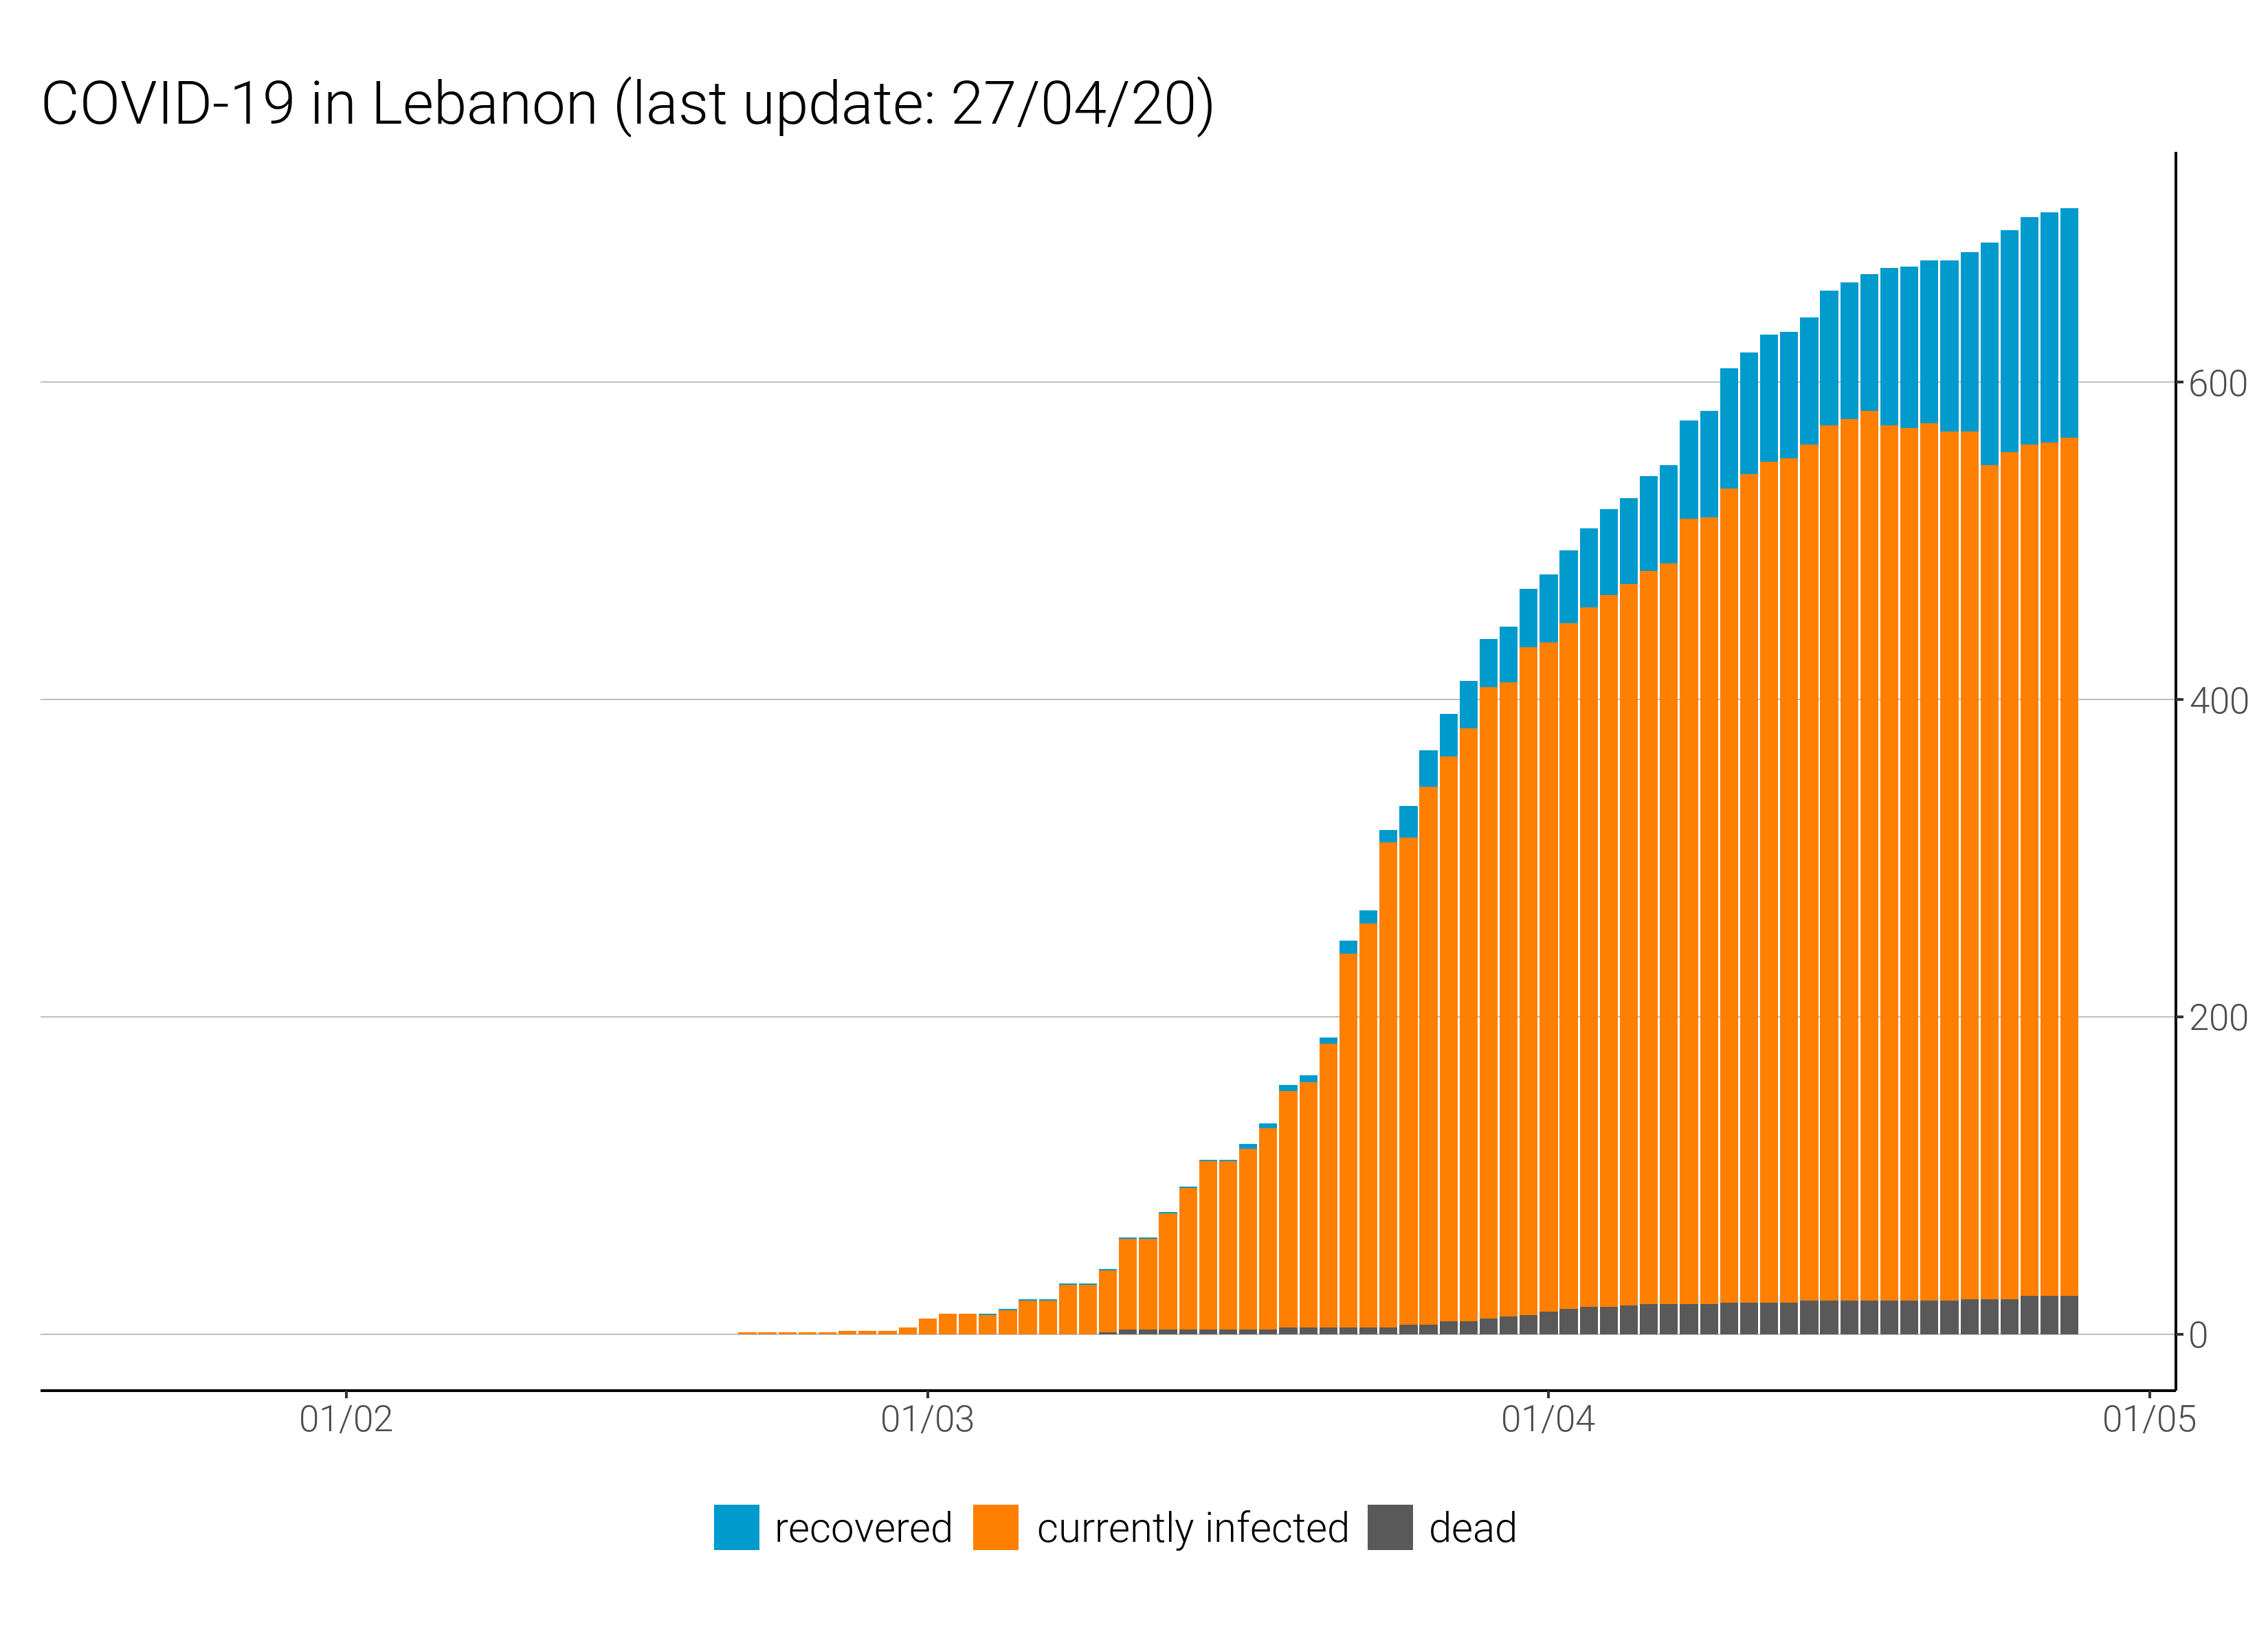 COVID-19 in Lebanon (last update: 27/04/20)
600
400
200
0
01/02 01/03 01/04 01/05
recovered currently infected dead